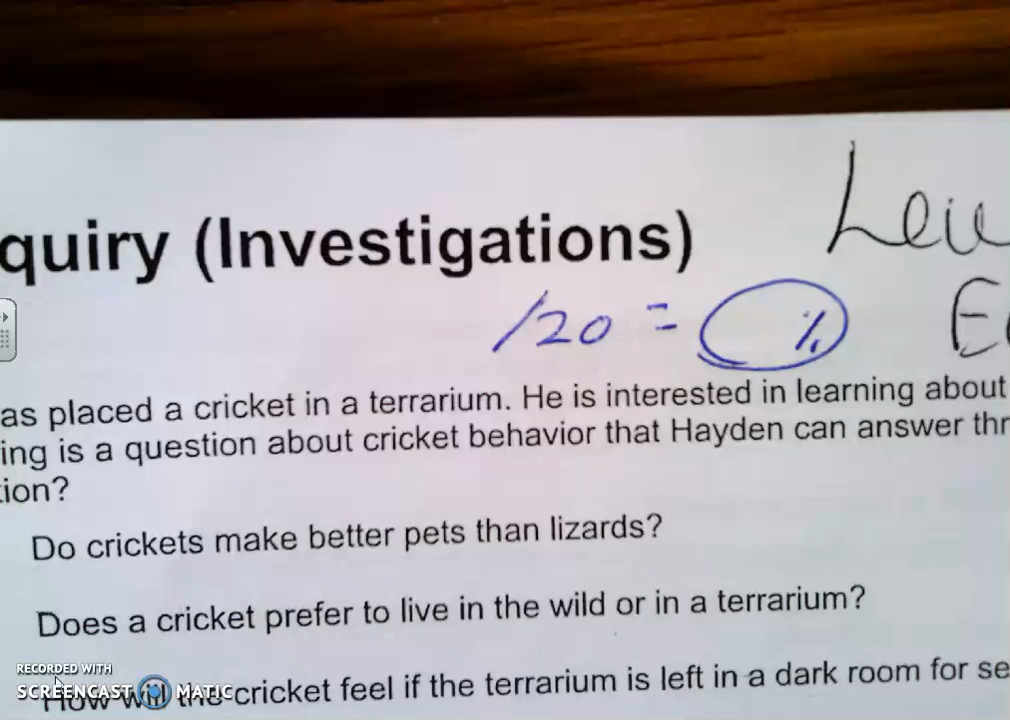 quiry (Investigations)
/20 = %
as placed a cricket in a terrarium. He is interested in learning about
ing is a question about cricket behavior that Hayden can answer thr
tion?
Do crickets make better pets than lizards?
Does a cricket prefer to live in the wild or in a terrarium?
How will the cricket feel if the terrarium is left in a dark room for se
RECORDED WITH
SCREENCAST MATIC